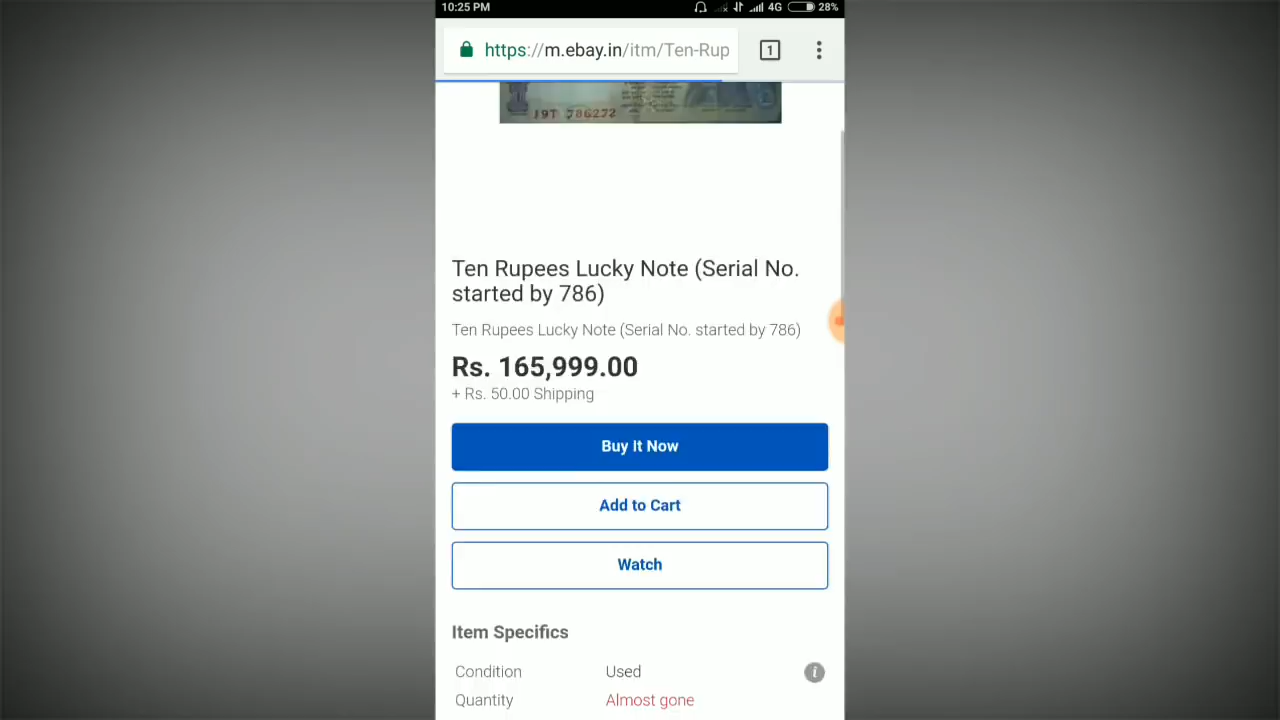 10:25 PM 4G 28%
https://m.ebay.in/itm/Ten-Rup 1
19T 786272
Ten Rupees Lucky Note (Serial No.
started by 786)
Ten Rupees Lucky Note (Serial No. started by 786)
Rs. 165,999.00
+ Rs. 50.00 Shipping
Buy It Now
Add to Cart
Watch
Item Specifics
Condition Used i
Quantity Almost gone